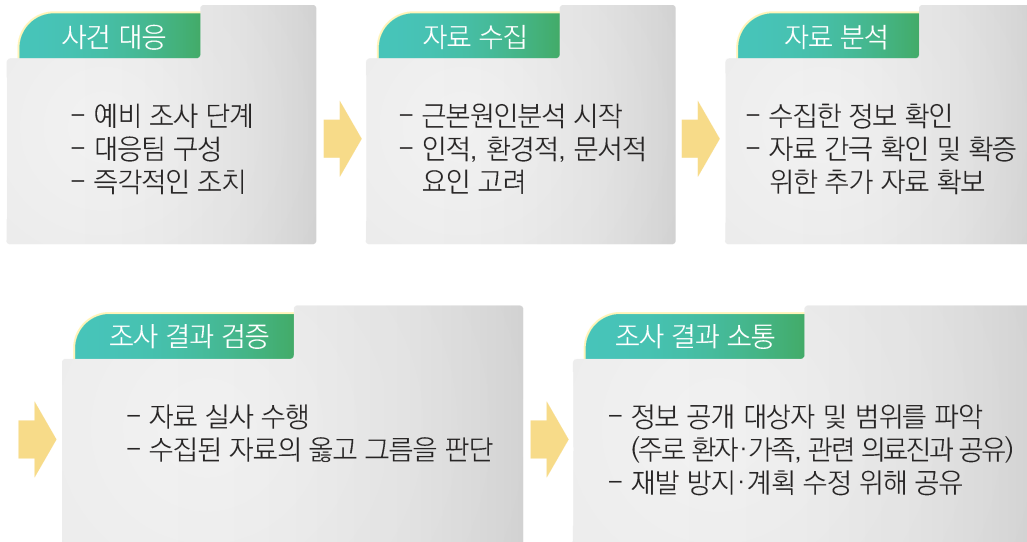 사건 대응
- 예비 조사 단계
- 대응팀 구성
- 즉각적인 조치
자료 수집
- 근본원인분석 시작
- 인적, 환경적, 문서적
요인 고려
자료 분석
- 수집한 정보 확인
- 자료 간극 확인 및 확증
위한 추가 자료 확보
조사 결과 검증
- 자료 실사 수행
- 수집된 자료의 옳고 그름을 판단
조사 결과 소통
- 정보 공개 대상자 및 범위를 파악
(주로 환자·가족, 관련 의료진과 공유)
- 재발 방지·계획 수정 위해 공유